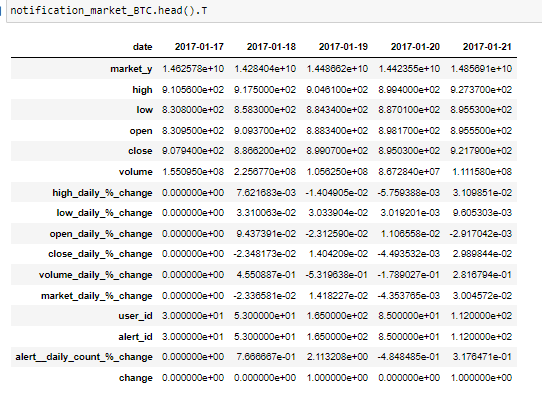 notification_market_BTC.head().T
date 2017-01-17 2017-01-18 2017-01-19 2017-01-20 2017-01-21
market_y 1.462578e+10 1.428404e+10 1.448662e+10 1.442355e+10 1.485691e+10
high 9.105600e+02 9.175000e+02 9.046100e+02 8.994000e+02 9.273700e+02
low 8.308000e+02 8.583000e+02 8.843400e+02 8.870100e+02 8.955300e+02
open 8.309500e+02 9.093700e+02 8.883400e+02 8.981700e+02 8.955500e+02
close 9.079400e+02 8.866200e+02 8.990700e+02 8.950300e+02 9.217900e+02
volume 1.550950e+08 2.256770e+08 1.056250e+08 8.672840e+07 1.111580e+08
high_daily_%_change 0.000000e+00 7.621683e-03 -1.404905e-02 -5.759388e-03 3.109851e-02
low_daily_%_change 0.000000e+00 3.310063e-02 3.033904e-02 3.019201e-03 9.605303e-03
open_daily_%_change 0.000000e+00 9.437391e-02 -2.312590e-02 1.106558e-02 -2.917042e-03
close_daily_%_change 0.000000e+00 -2.348173e-02 1.404209e-02 -4.493532e-03 2.989844e-02
volume_daily_%_change 0.000000e+00 4.550887e-01 -5.319638e-01 -1.789027e-01 2.816794e-01
market_daily_%_change 0.000000e+00 -2.336581e-02 1.418227e-02 -4.353765e-03 3.004572e-02
user_id 3.000000e+01 5.300000e+01 1.650000e+02 8.500000e+01 1.120000e+02
alert_id 3.000000e+01 5.300000e+01 1.650000e+02 8.500000e+01 1.120000e+02
alert__daily_count_%_change 0.000000e+00 7.666667e-01 2.113208e+00 -4.848485e-01 3.176471e-01
change 0.000000e+00 0.000000e+00 1.000000e+00 0.000000e+00 1.000000e+00